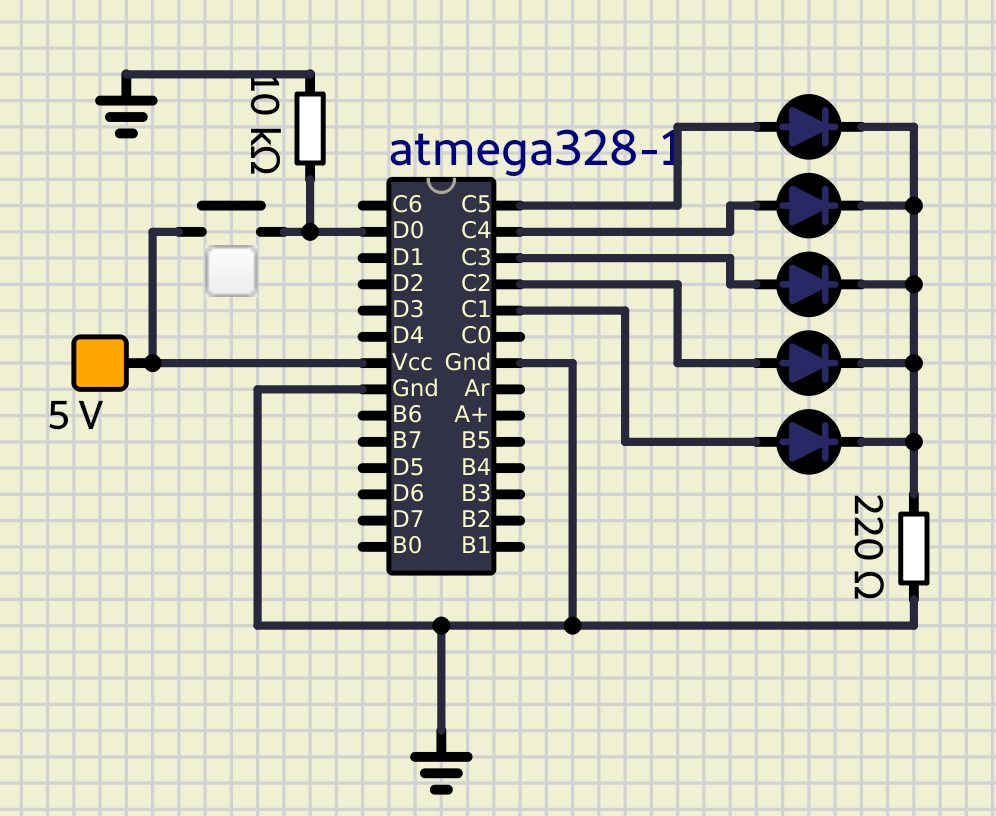 10 kΩ
atmega328-1
C6 C5
D0 C4
D1 C3
D2 C2
D3 C1
D4 C0
Vcc Gnd
Gnd Ar
B6 A+
B7 B5
D5 B4
D6 B3
D7 B2
B0 B1
5 V
220 Ω